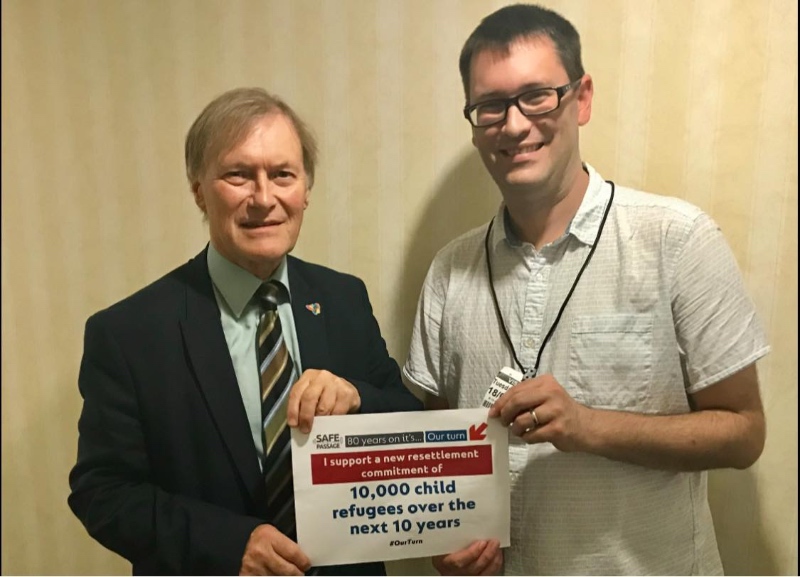 SAFE PASSAGE 80 years on it's... Our turn
I support a new resettlement
commitment of
10,000 child
refugees over the
next 10 years
#OurTurn
18/